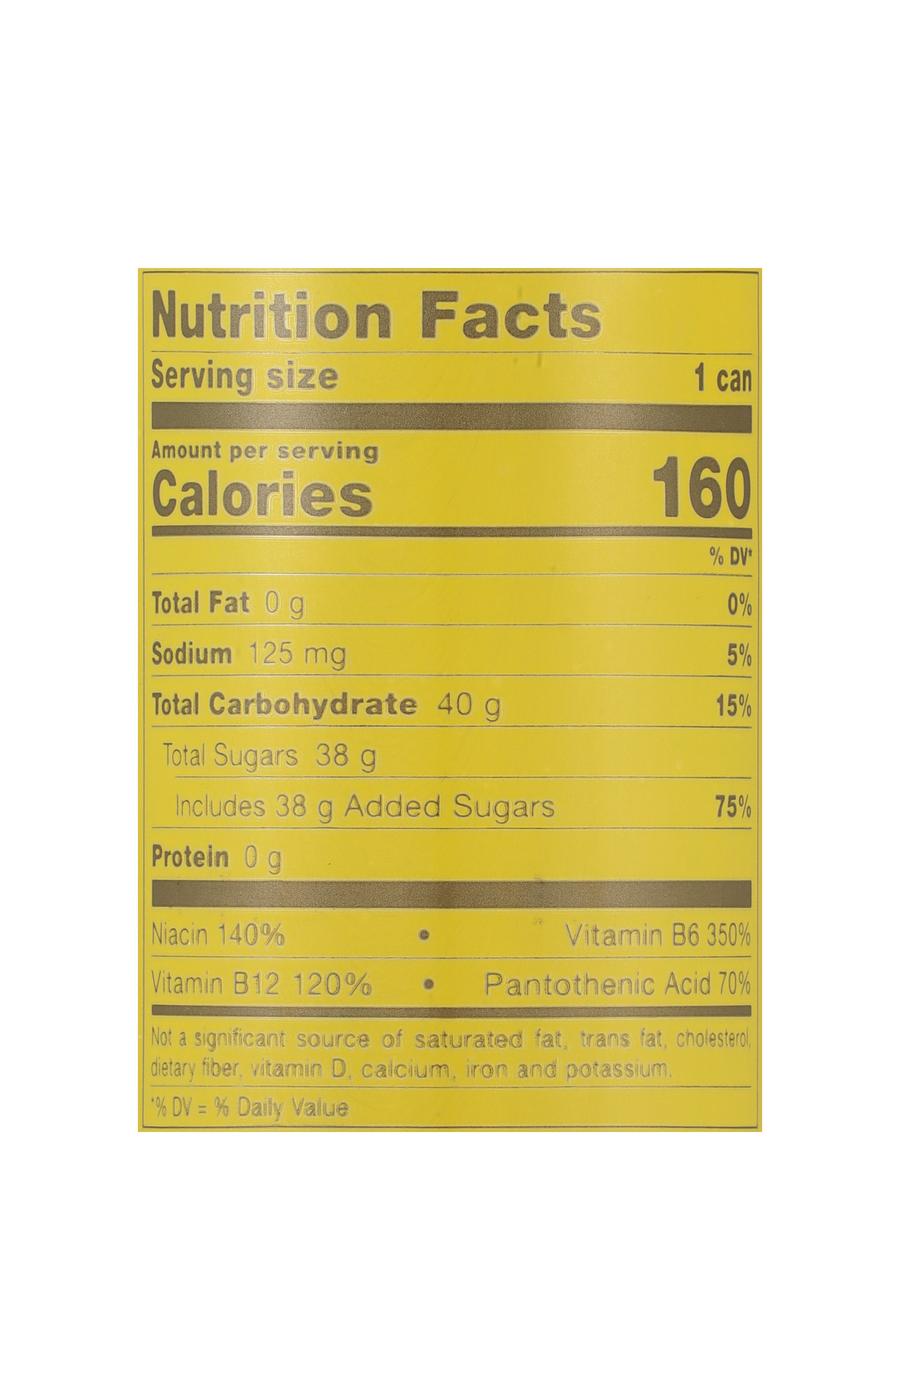 Nutrition Facts
Serving size 1 can
Amount per serving
Calories 160
% DV*
Total Fat 0 g 0%
Sodium 125 mg 5%
Total Carbohydrate 40 g 15%
Total Sugars 38 g
Includes 38 g Added Sugars 75%
Protein 0 g
Niacin 140% • Vitamin B6 350%
Vitamin B12 120% • Pantothenic Acid 70%
Not a significant source of saturated fat, trans fat, cholesterol,
dietary fiber, vitamin D, calcium, iron and potassium.
*% DV = % Daily Value